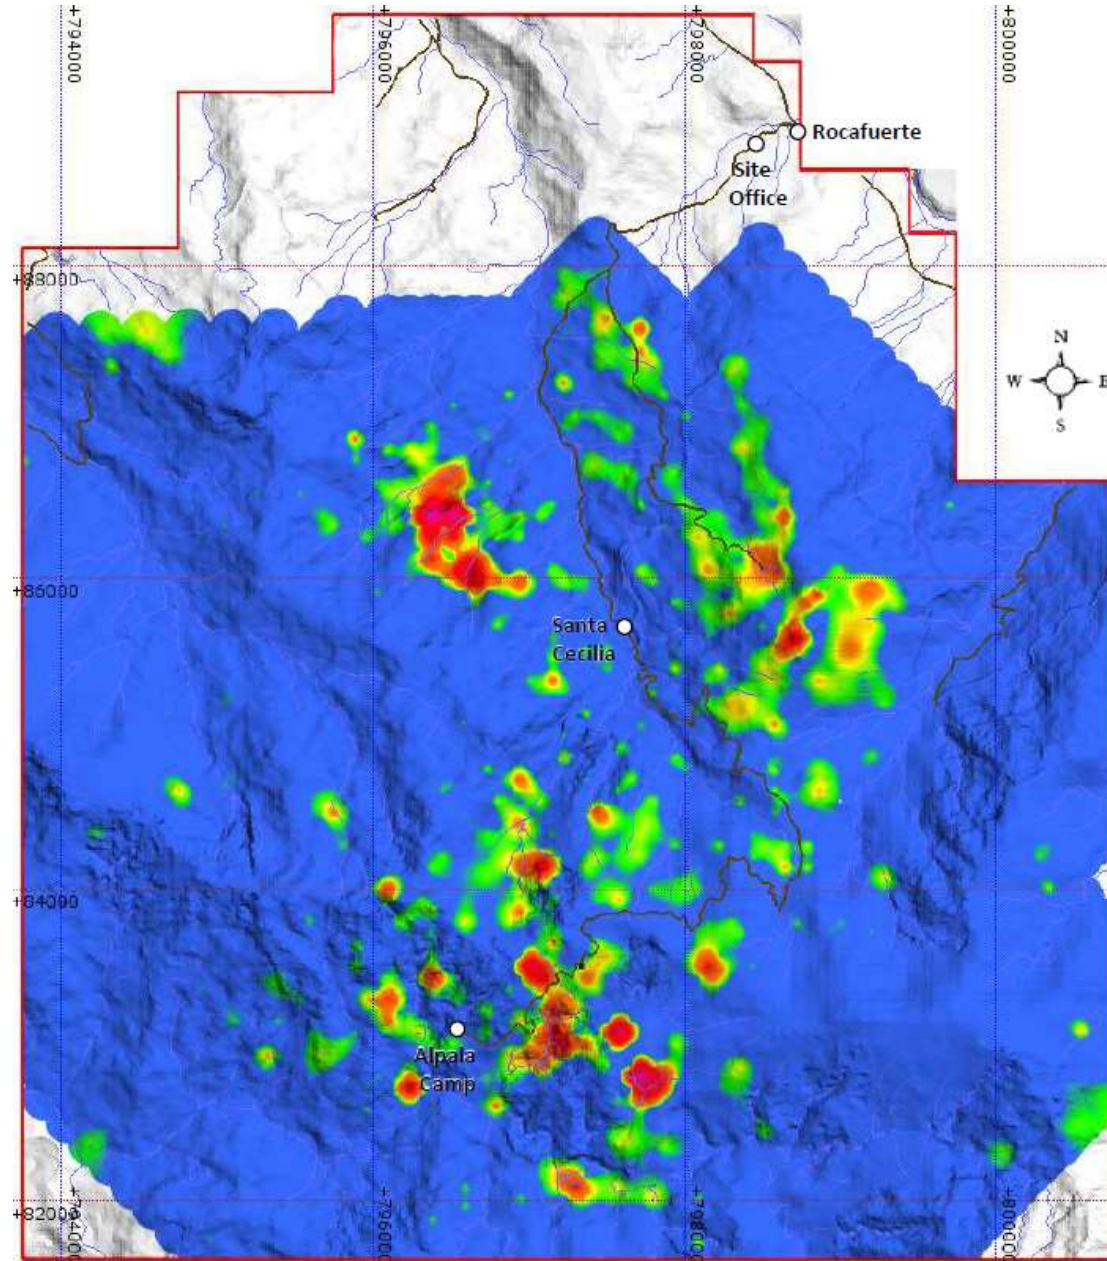 +794000
+796000
+798000
+800000
Rocafuerte
Site
Office
+88000
N
W
E
S
+86000
Santa
Cecilia
+84000
Alpala
Camp
+82000
+794000
+796000
+798000
+800000